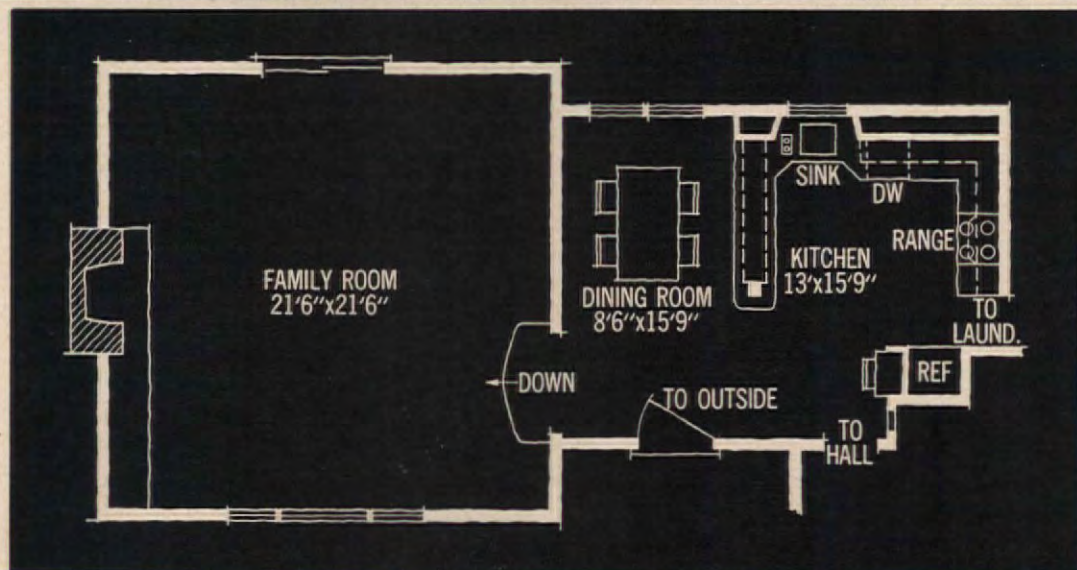 FAMILY ROOM
21'6"x21'6"
DOWN
DINING ROOM
8'6"x15'9"
TO OUTSIDE
SINK
DW
RANGE
KITCHEN
13'x15'9"
TO
LAUND.
REF
TO
HALL